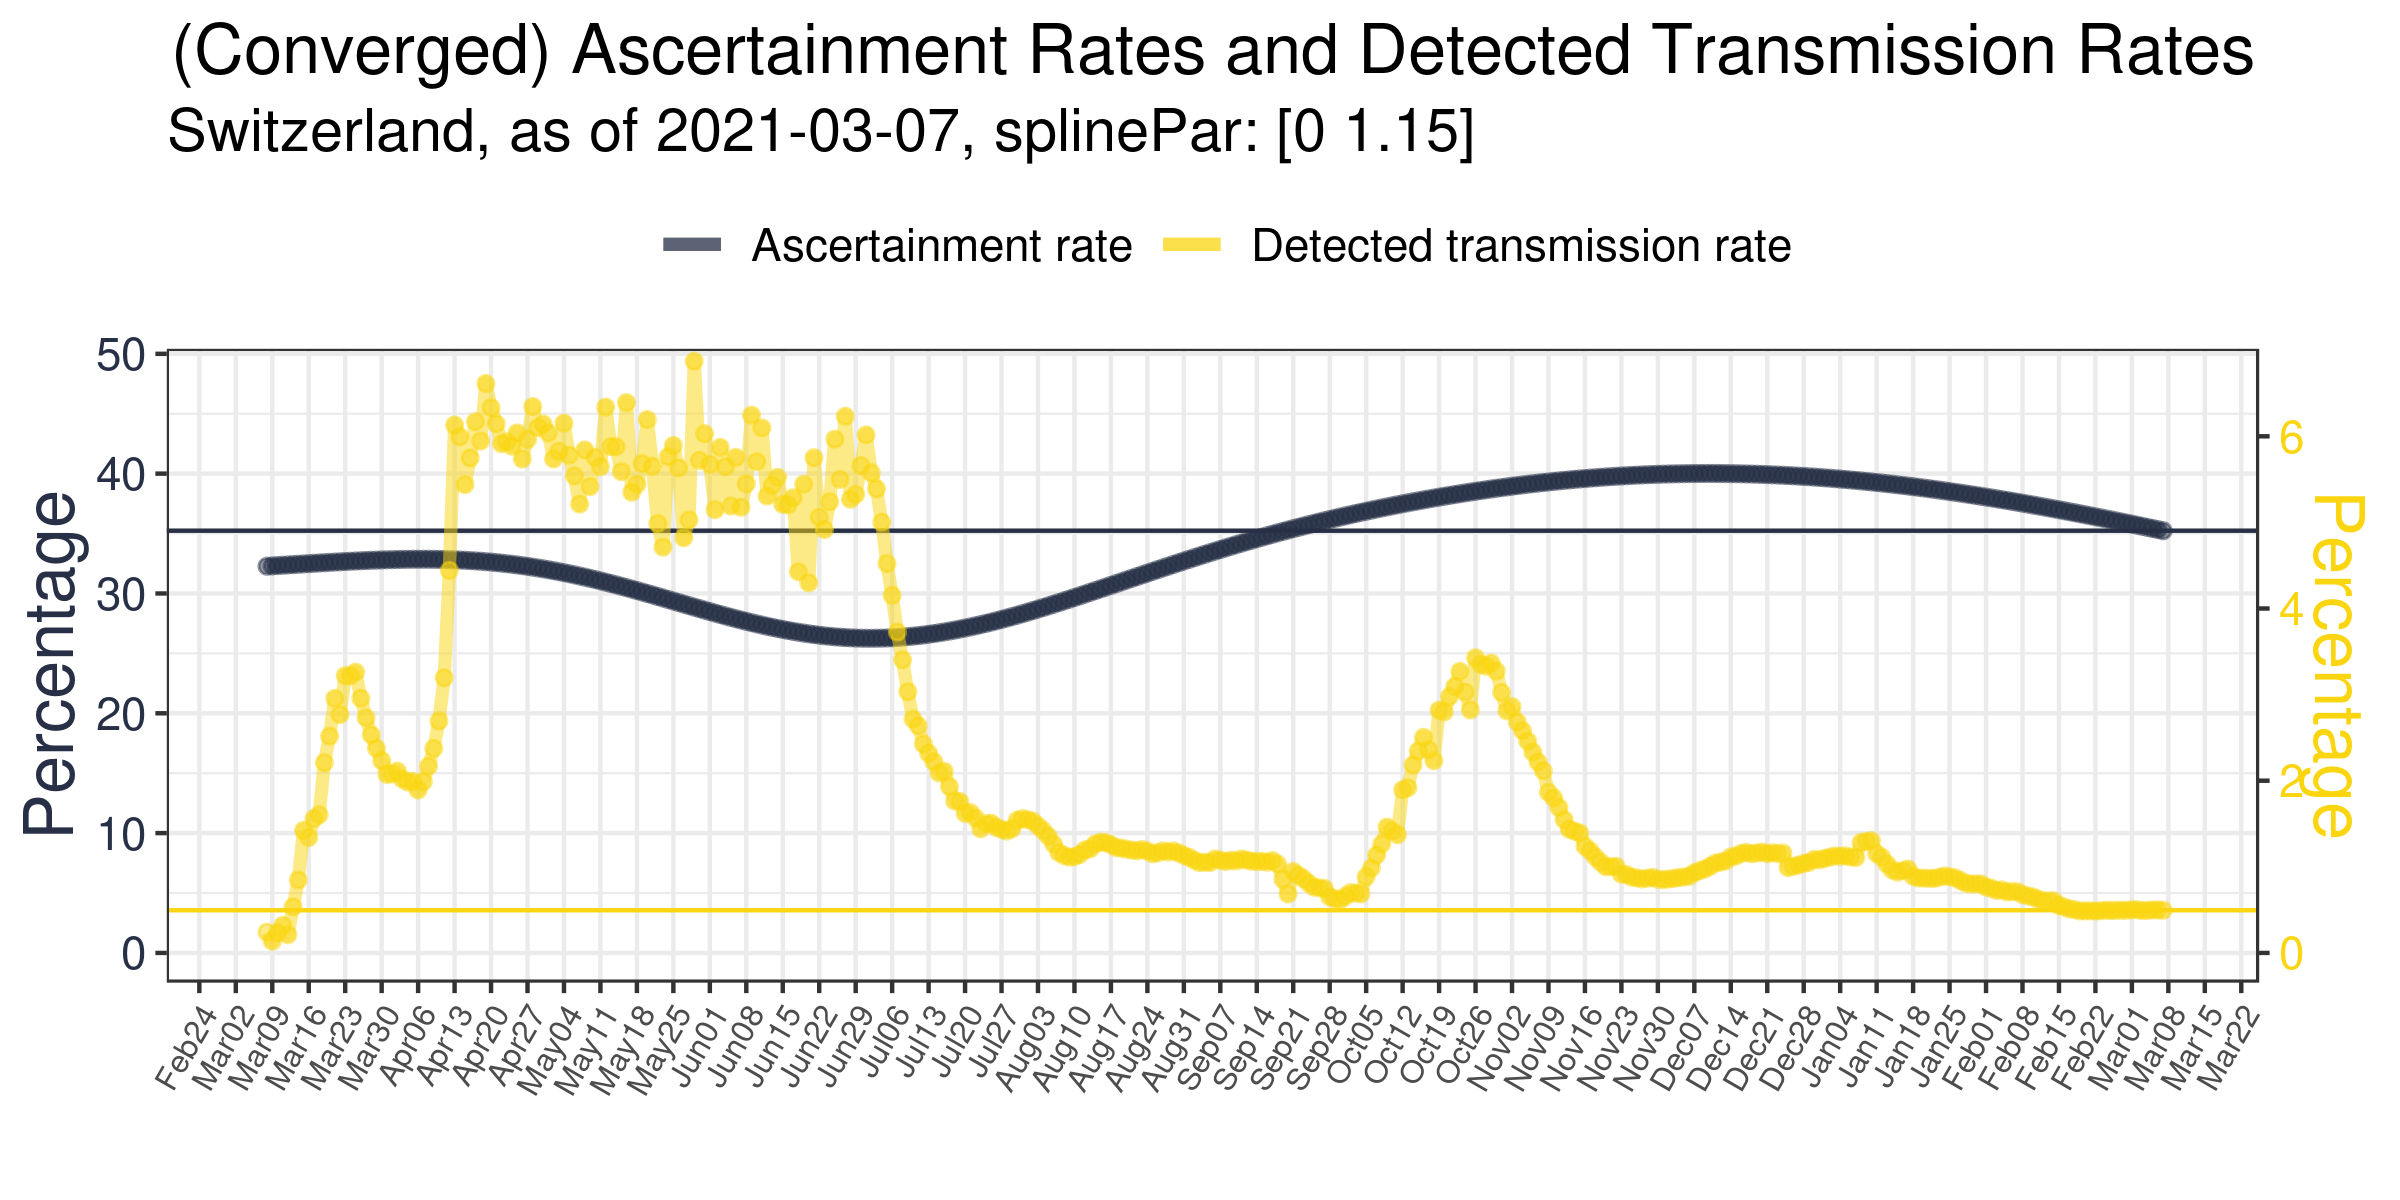 (Converged) Ascertainment Rates and Detected Transmission Rates
Switzerland, as of 2021-03-07, splinePar: [0 1.15]
Ascertainment rate
Detected transmission rate
Percentage
50
40
30
20
10
0
6
4
2
0
Percentage
Feb24
Mar02
Mar09
Mar16
Mar23
Mar30
Apr06
Apr13
Apr20
Apr27
May04
May11
May18
May25
Jun01
Jun08
Jun15
Jun22
Jun29
Jul06
Jul13
Jul20
Jul27
Aug03
Aug10
Aug17
Aug24
Aug31
Sep07
Sep14
Sep21
Sep28
Oct05
Oct12
Oct19
Oct26
Nov02
Nov09
Nov16
Nov23
Nov30
Dec07
Dec14
Dec21
Dec28
Dec04
Jan11
Jan18
Jan25
Feb01
Feb08
Feb15
Feb22
Mar01
Mar08
Mar15
Mar22